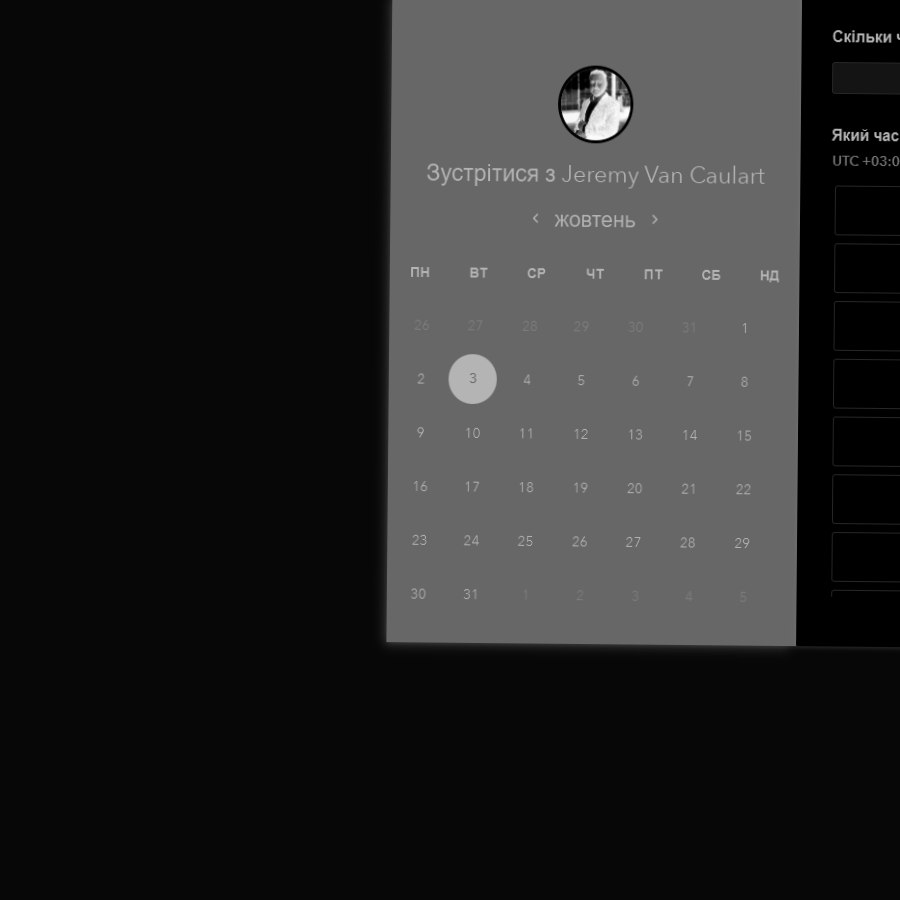 Зустрітися з Jeremy Van Caulart
жовтень
ПН ВТ СР ЧТ ПТ СБ НД
26 27 28 29 30 31 1
2 3 4 5 6 7 8
9 10 11 12 13 14 15
16 17 18 19 20 21 22
23 24 25 26 27 28 29
30 31 1 2 3 4 5
Скільки ч
Який час
UTC +03:0